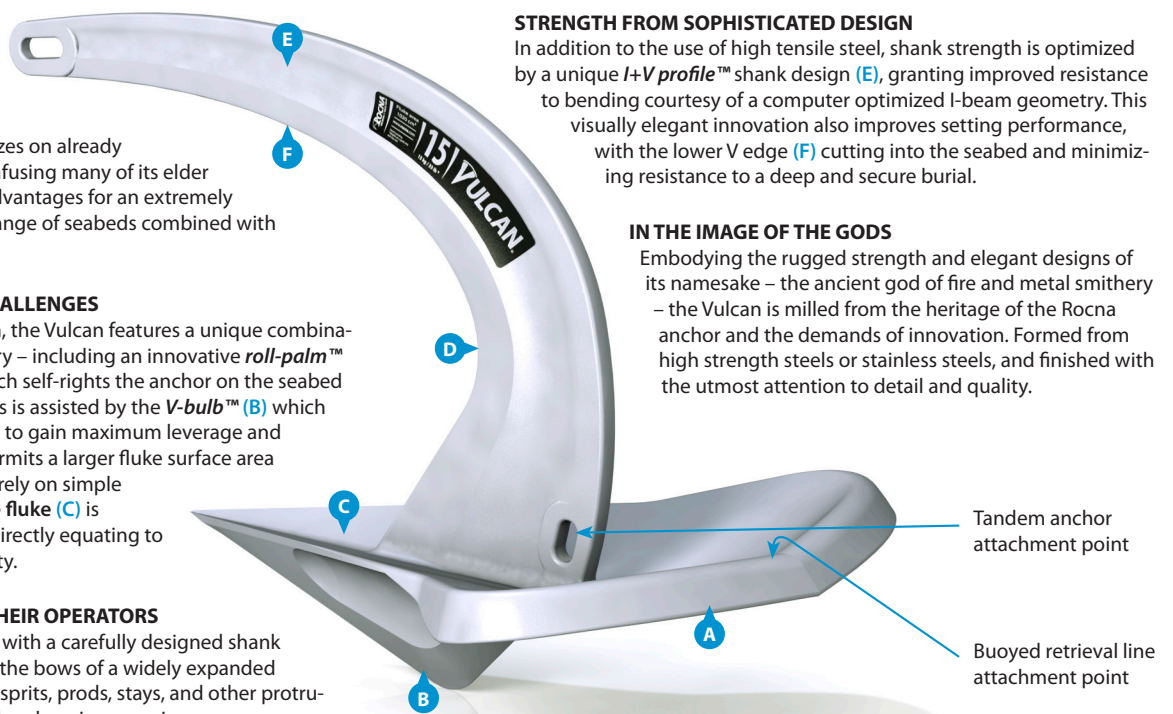 STRENGTH FROM SOPHISTICATED DESIGN
In addition to the use of high tensile steel, shank strength is optimized
by a unique I+V profile™ shank design (E), granting improved resistance
to bending courtesy of a computer optimized I-beam geometry. This
visually elegant innovation also improves setting performance,
with the lower V edge (F) cutting into the seabed and minimiz-
ing resistance to a deep and secure burial.
IN THE IMAGE OF THE GODS
Embodying the rugged strength and elegant designs of
its namesake – the ancient god of fire and metal smithery
– the Vulcan is milled from the heritage of the Rocna
anchor and the demands of innovation. Formed from
high strength steels or stainless steels, and finished with
the utmost attention to detail and quality.
zes on already
nfusing many of its elder
dvantages for an extremely
ange of seabeds combined with
ALLENGES
, the Vulcan features a unique combina-
ry – including an innovative roll-palm™
ch self-rights the anchor on the seabed
s is assisted by the V-bulb™ (B) which
to gain maximum leverage and
rmits a larger fluke surface area
rely on simple
fluke (C) is
directly equating to
ty.
HEIR OPERATORS
with a carefully designed shank
the bows of a widely expanded
sprits, prods, stays, and other protru-
E
F
D
C
B
A
ROCNA
15
VULCAN
Tandem anchor
attachment point
Buoyed retrieval line
attachment point